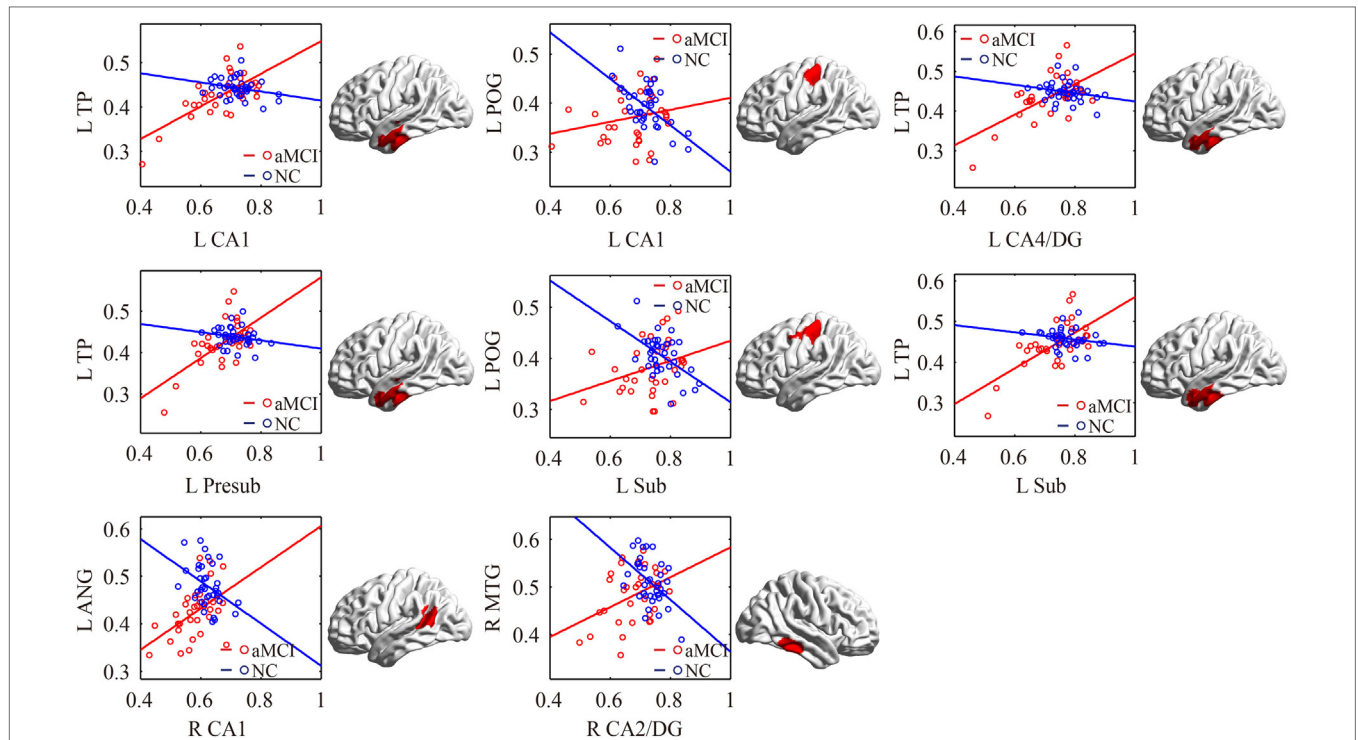 0.5
0.4
0.3
L TP
aMCI
NC
0.4 0.6 0.8 1
L CA1
0.5
0.4
0.3
L POG
aMCI
NC
0.4 0.6 0.8 1
L CA1
0.6
0.5
0.4
0.3
L TP
aMCI
NC
0.4 0.6 0.8 1
L CA4/DG
0.5
0.4
0.3
L TP
aMCI
NC
0.4 0.6 0.8 1
L Presub
0.5
0.4
0.3
L POG
aMCI
NC
0.4 0.6 0.8 1
L Sub
0.6
0.5
0.4
0.3
L TP
aMCI
NC
0.4 0.6 0.8 1
L Sub
0.6
0.5
0.4
0.3
L ANG
aMCI
NC
0.4 0.6 0.8 1
R CA1
0.6
0.5
0.4
R MTG
aMCI
NC
0.4 0.6 0.8 1
R CA2/DG